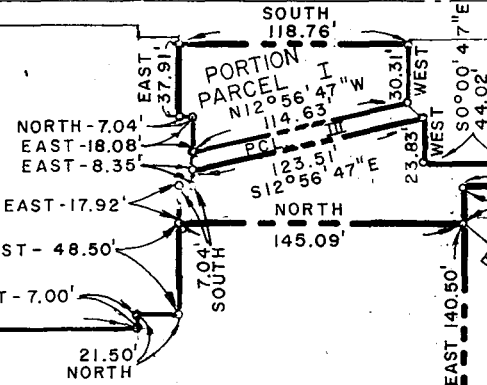 SOUTH
118.76'
EAST
37.91'
PORTION
PARCEL I
N12°56'47"W
114.63'
30.31'
WEST
S0°00'47"E
44.02'
NORTH-7.04'
EAST-18.08'
EAST-8.35'
PCL III
123.51'
S12°56'47"E
23.83'
WEST
EAST-17.92'
NORTH
145.09'
ST-48.50'
7.04'
SOUTH
T-7.00'
21.50'
NORTH
EAST 140.50'